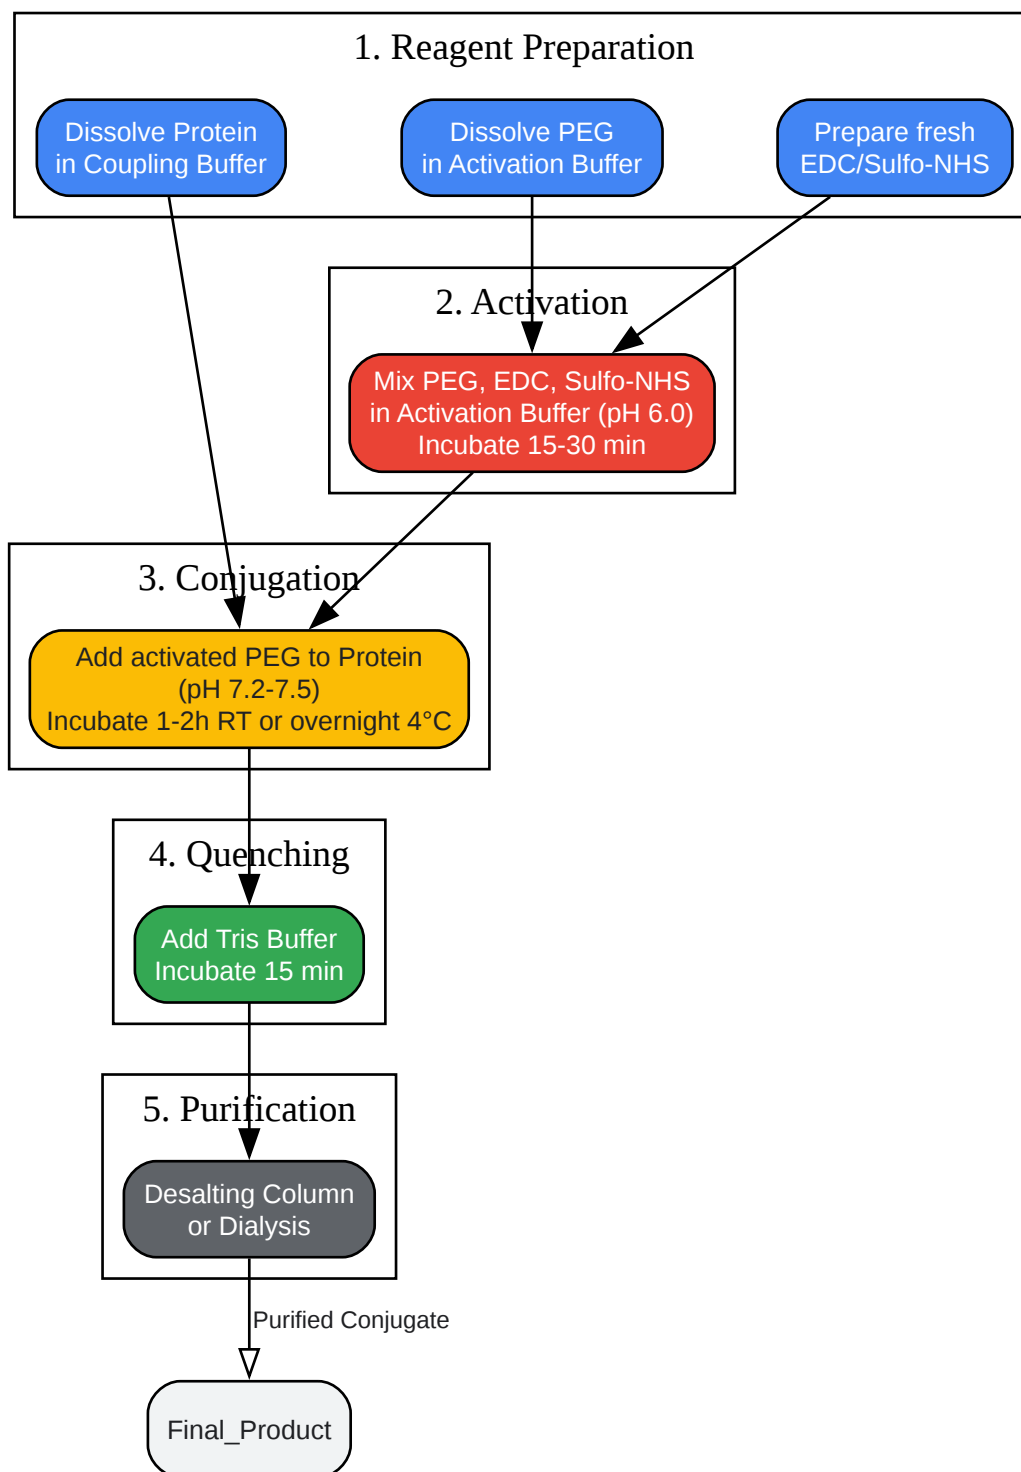 1. Reagent Preparation
Dissolve Protein
in Coupling Buffer
Dissolve PEG
in Activation Buffer
Prepare fresh
EDC/Sulfo-NHS
2. Activation
Mix PEG, EDC, Sulfo-NHS
in Activation Buffer (pH 6.0)
Incubate 15-30 min
3. Conjugation
Add activated PEG to Protein
(pH 7.2-7.5)
Incubate 1-2h RT or overnight 4°C
4. Quenching
Add Tris Buffer
Incubate 15 min
5. Purification
Desalting Column
or Dialysis
Purified Conjugate
Final_Product